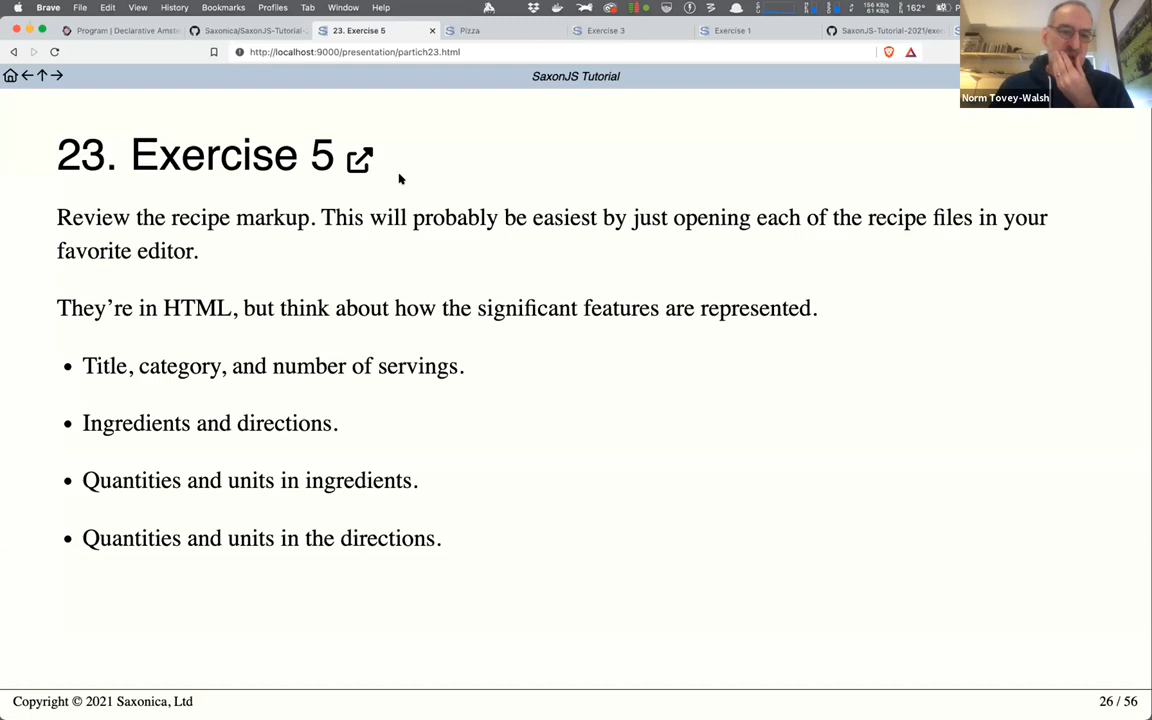 Brave File Edit View History Bookmarks Profiles Tab Window Help 162°
Program | Declarative Amste Saxonica/SaxonJS-Tutorial- 23. Exercise 5 Pizza Exercise 3 Exercise 1 SaxonJS-Tutorial-2021/exer
http://localhost:9000/presentation/partich23.html
SaxonJS Tutorial
Norm Tovey-Walsh
23. Exercise 5
Review the recipe markup. This will probably be easiest by just opening each of the recipe files in your
favorite editor.
They’re in HTML, but think about how the significant features are represented.
• Title, category, and number of servings.
• Ingredients and directions.
• Quantities and units in ingredients.
• Quantities and units in the directions.
Copyright © 2021 Saxonica, Ltd
26 / 56